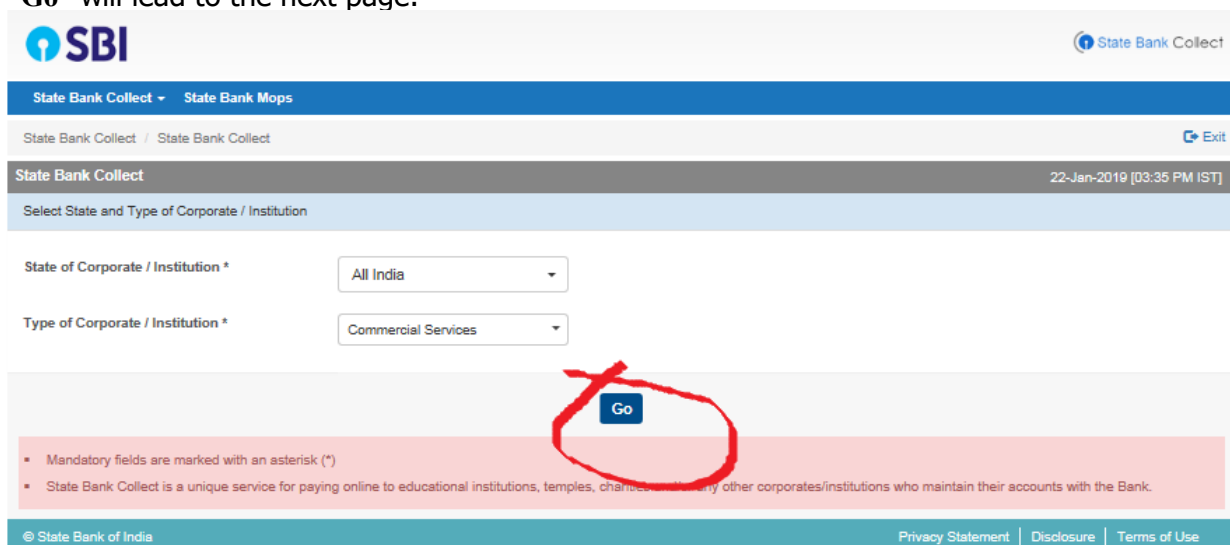 Go" will lead to the next page.
SBI
State Bank Collect
State Bank Collect State Bank Mops
State Bank Collect / State Bank Collect
Exit
State Bank Collect
22-Jan-2019 [03:35 PM IST]
Select State and Type of Corporate / Institution
State of Corporate / Institution *
All India
Type of Corporate / Institution *
Commercial Services
Go
Mandatory fields are marked with an asterisk (*)
State Bank Collect is a unique service for paying online to educational institutions, temples, charities any other corporates/institutions who maintain their accounts with the Bank.
© State Bank of India
Privacy Statement | Disclosure | Terms of Use